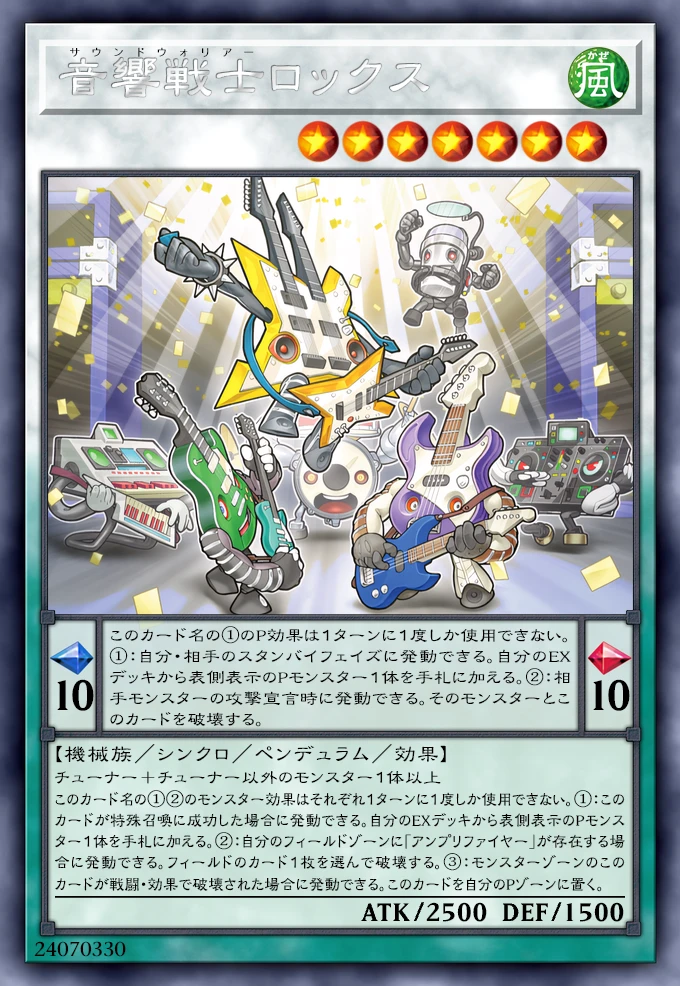 サウンドウォリアー
音響戦士ロックス
かぜ
風
このカード名の①のP効果は1ターンに1度しか使用できない。
①：自分・相手のスタンバイフェイズに発動できる。自分のEX
デッキから表側表示のPモンスター1体を手札に加える。②：相
手モンスターの攻撃宣言時に発動できる。そのモンスターとこ
のカードを破壊する。
10
10
【機械族／シンクロ／ペンデュラム／効果】
チューナー＋チューナー以外のモンスター1体以上
このカード名の①②のモンスター効果はそれぞれ1ターンに1度しか使用できない。①：この
カードが特殊召喚に成功した場合に発動できる。自分のEXデッキから表側表示のPモンス
ター1体を手札に加える。②：自分のフィールドゾーンに「アンプリファイヤー」が存在する場
合に発動できる。フィールドのカード1枚を選んで破壊する。③：モンスターゾーンのこの
カードが戦闘・効果で破壊された場合に発動できる。このカードを自分のPゾーンに置く。
ATK/2500 DEF/1500
24070330